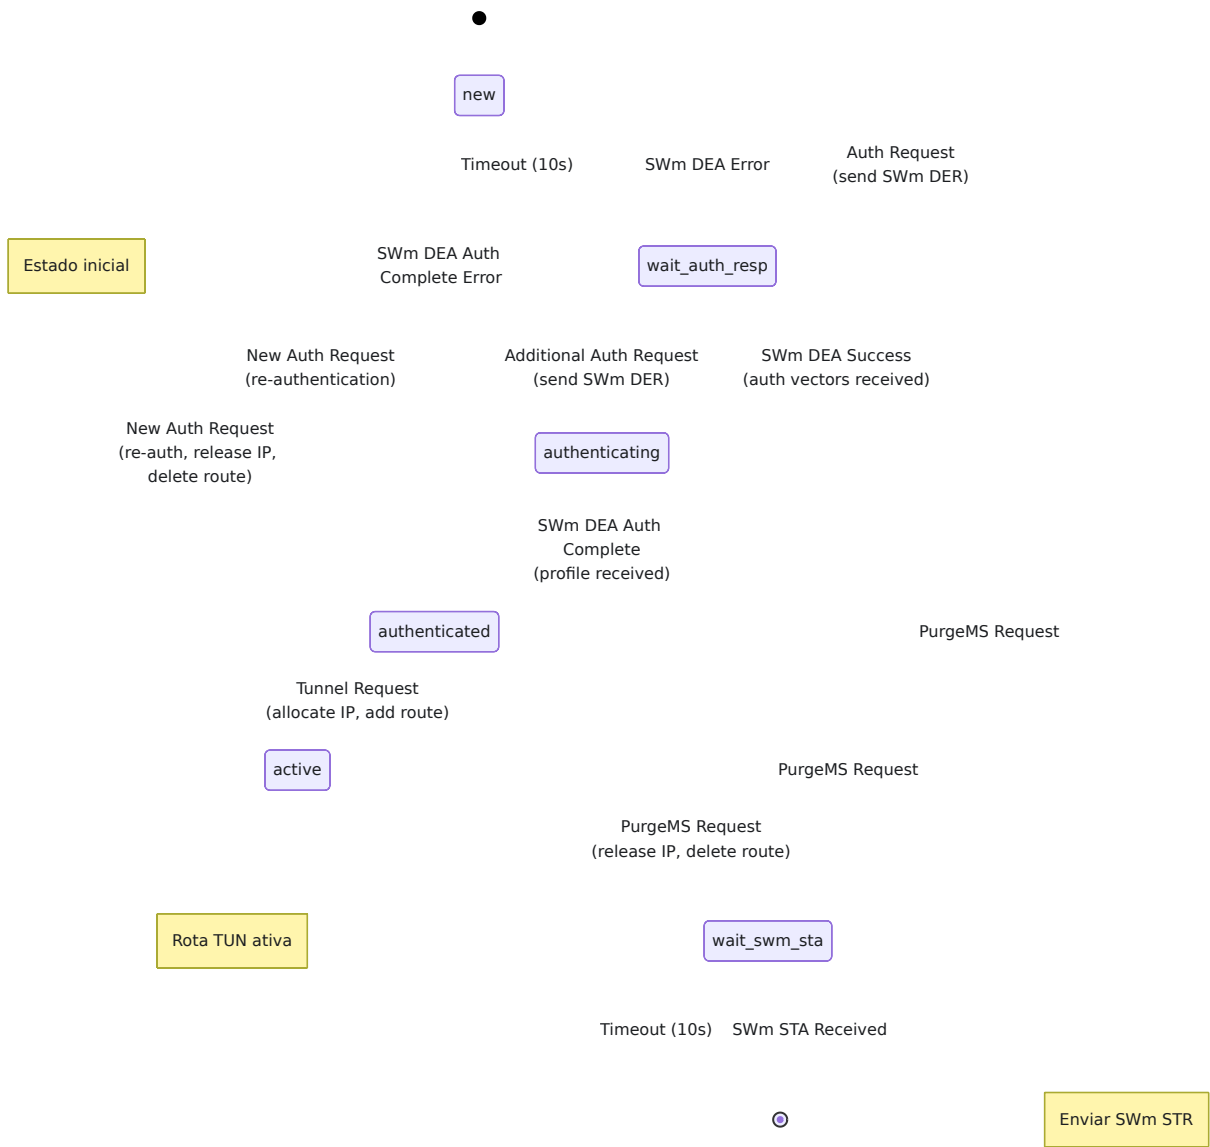 new
Timeout (10s)
SWm DEA Error
Auth Request
(send SWm DER)
Estado inicial
SWm DEA Auth
Complete Error
wait_auth_resp
New Auth Request
(re-authentication)
Additional Auth Request
(send SWm DER)
SWm DEA Success
(auth vectors received)
New Auth Request
(re-auth, release IP,
delete route)
authenticating
SWm DEA Auth
Complete
(profile received)
authenticated
PurgeMS Request
Tunnel Request
(allocate IP, add route)
active
PurgeMS Request
PurgeMS Request
(release IP, delete route)
Rota TUN ativa
wait_swm_sta
Timeout (10s)
SWm STA Received
Enviar SWm STR